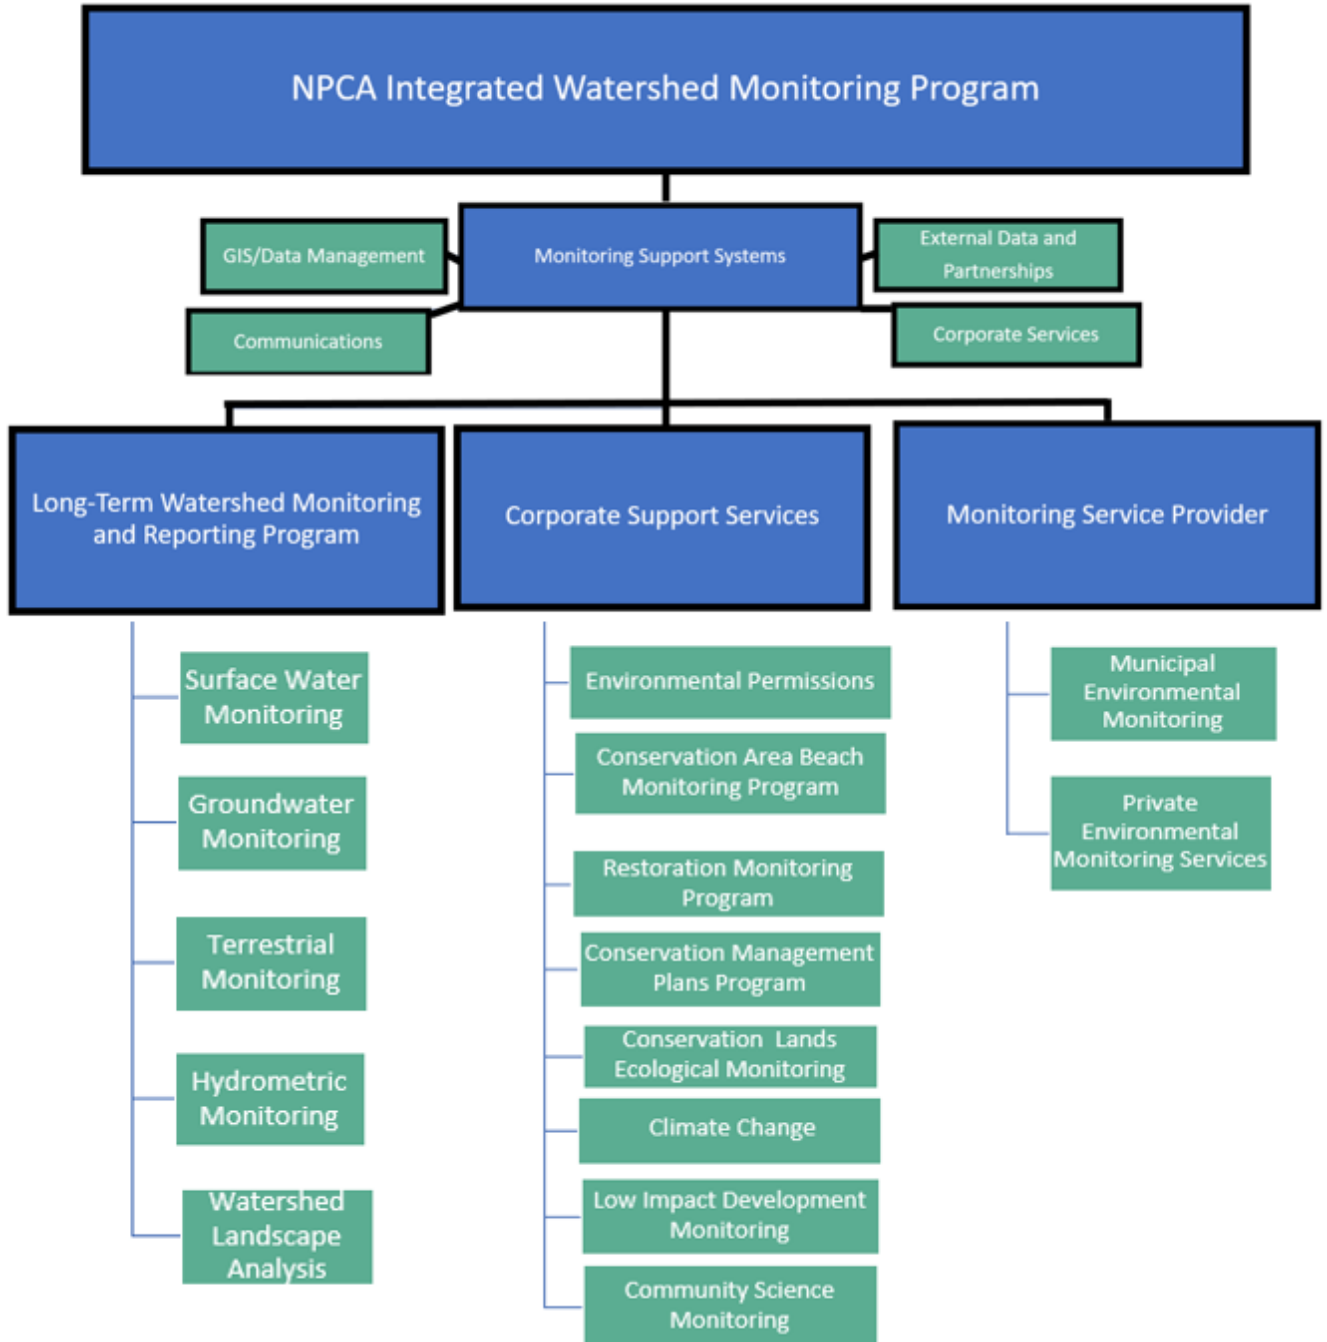 NPCA Integrated Watershed Monitoring Program
GIS/Data Management
Monitoring Support Systems
External Data and
Partnerships
Communications
Corporate Services
Long-Term Watershed Monitoring
and Reporting Program
Corporate Support Services
Monitoring Service Provider
Surface Water
Monitoring
Groundwater
Monitoring
Terrestrial
Monitoring
Hydrometric
Monitoring
Watershed
Landscape
Analysis
Environmental Permissions
Conservation Area Beach
Monitoring Program
Restoration Monitoring
Program
Conservation Management
Plans Program
Conservation Lands
Ecological Monitoring
Climate Change
Low Impact Development
Monitoring
Community Science
Monitoring
Municipal
Environmental
Monitoring
Private
Environmental
Monitoring Services